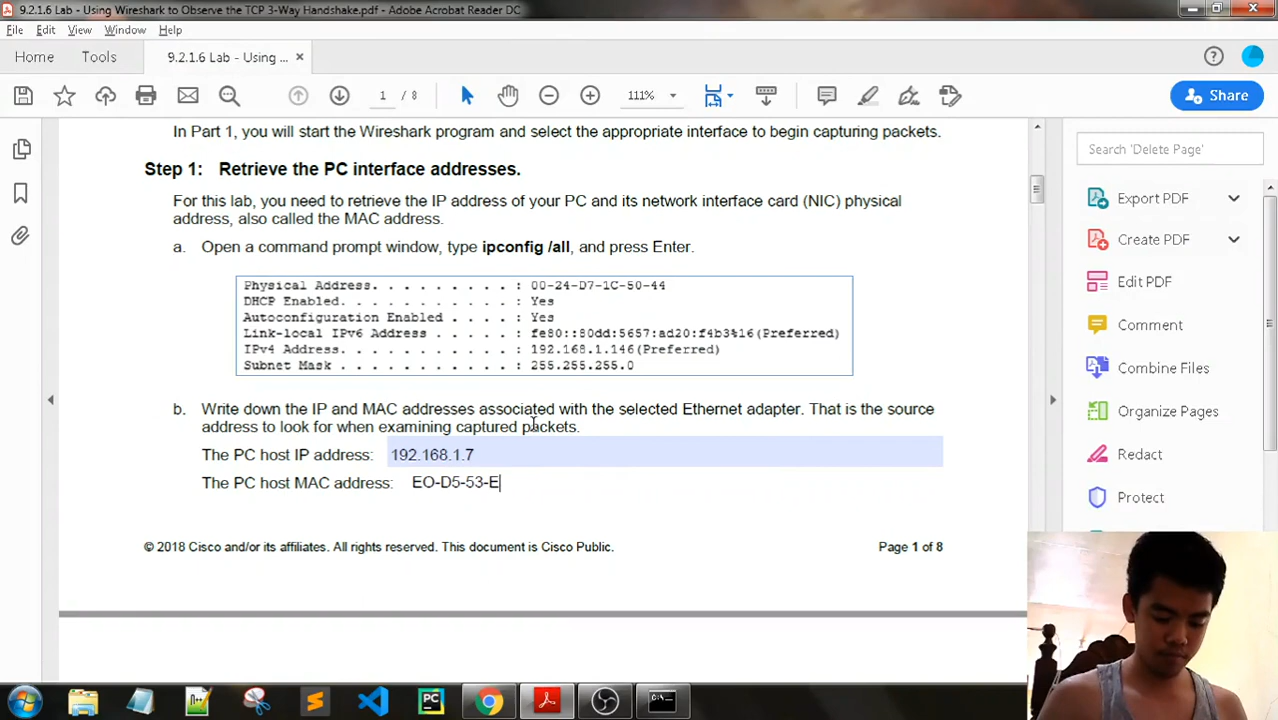 9.2.1.6 Lab - Using Wireshark to Observe the TCP 3-Way Handshake.pdf - Adobe Acrobat Reader DC
File Edit View Window Help
Home Tools 9.2.1.6 Lab - Using ... ×
1 / 8 111% Share
In Part 1, you will start the Wireshark program and select the appropriate interface to begin capturing packets.
Step 1: Retrieve the PC interface addresses.
For this lab, you need to retrieve the IP address of your PC and its network interface card (NIC) physical
address, also called the MAC address.
a. Open a command prompt window, type ipconfig /all, and press Enter.
Physical Address. . . . . . . . . : 00-24-D7-1C-50-44
DHCP Enabled. . . . . . . . . . . : Yes
Autoconfiguration Enabled . . . . : Yes
Link-local IPv6 Address . . . . . : fe80::80dd:5657:ad20:f4b3%16(Preferred)
IPv4 Address. . . . . . . . . . . : 192.168.1.146(Preferred)
Subnet Mask . . . . . . . . . . . : 255.255.255.0
b. Write down the IP and MAC addresses associated with the selected Ethernet adapter. That is the source
address to look for when examining captured packets.
The PC host IP address: 192.168.1.7
The PC host MAC address: EO-D5-53-E
© 2018 Cisco and/or its affiliates. All rights reserved. This document is Cisco Public. Page 1 of 8
Search 'Delete Page'
Export PDF
Create PDF
Edit PDF
Comment
Combine Files
Organize Pages
Redact
Protect
PC
C:\